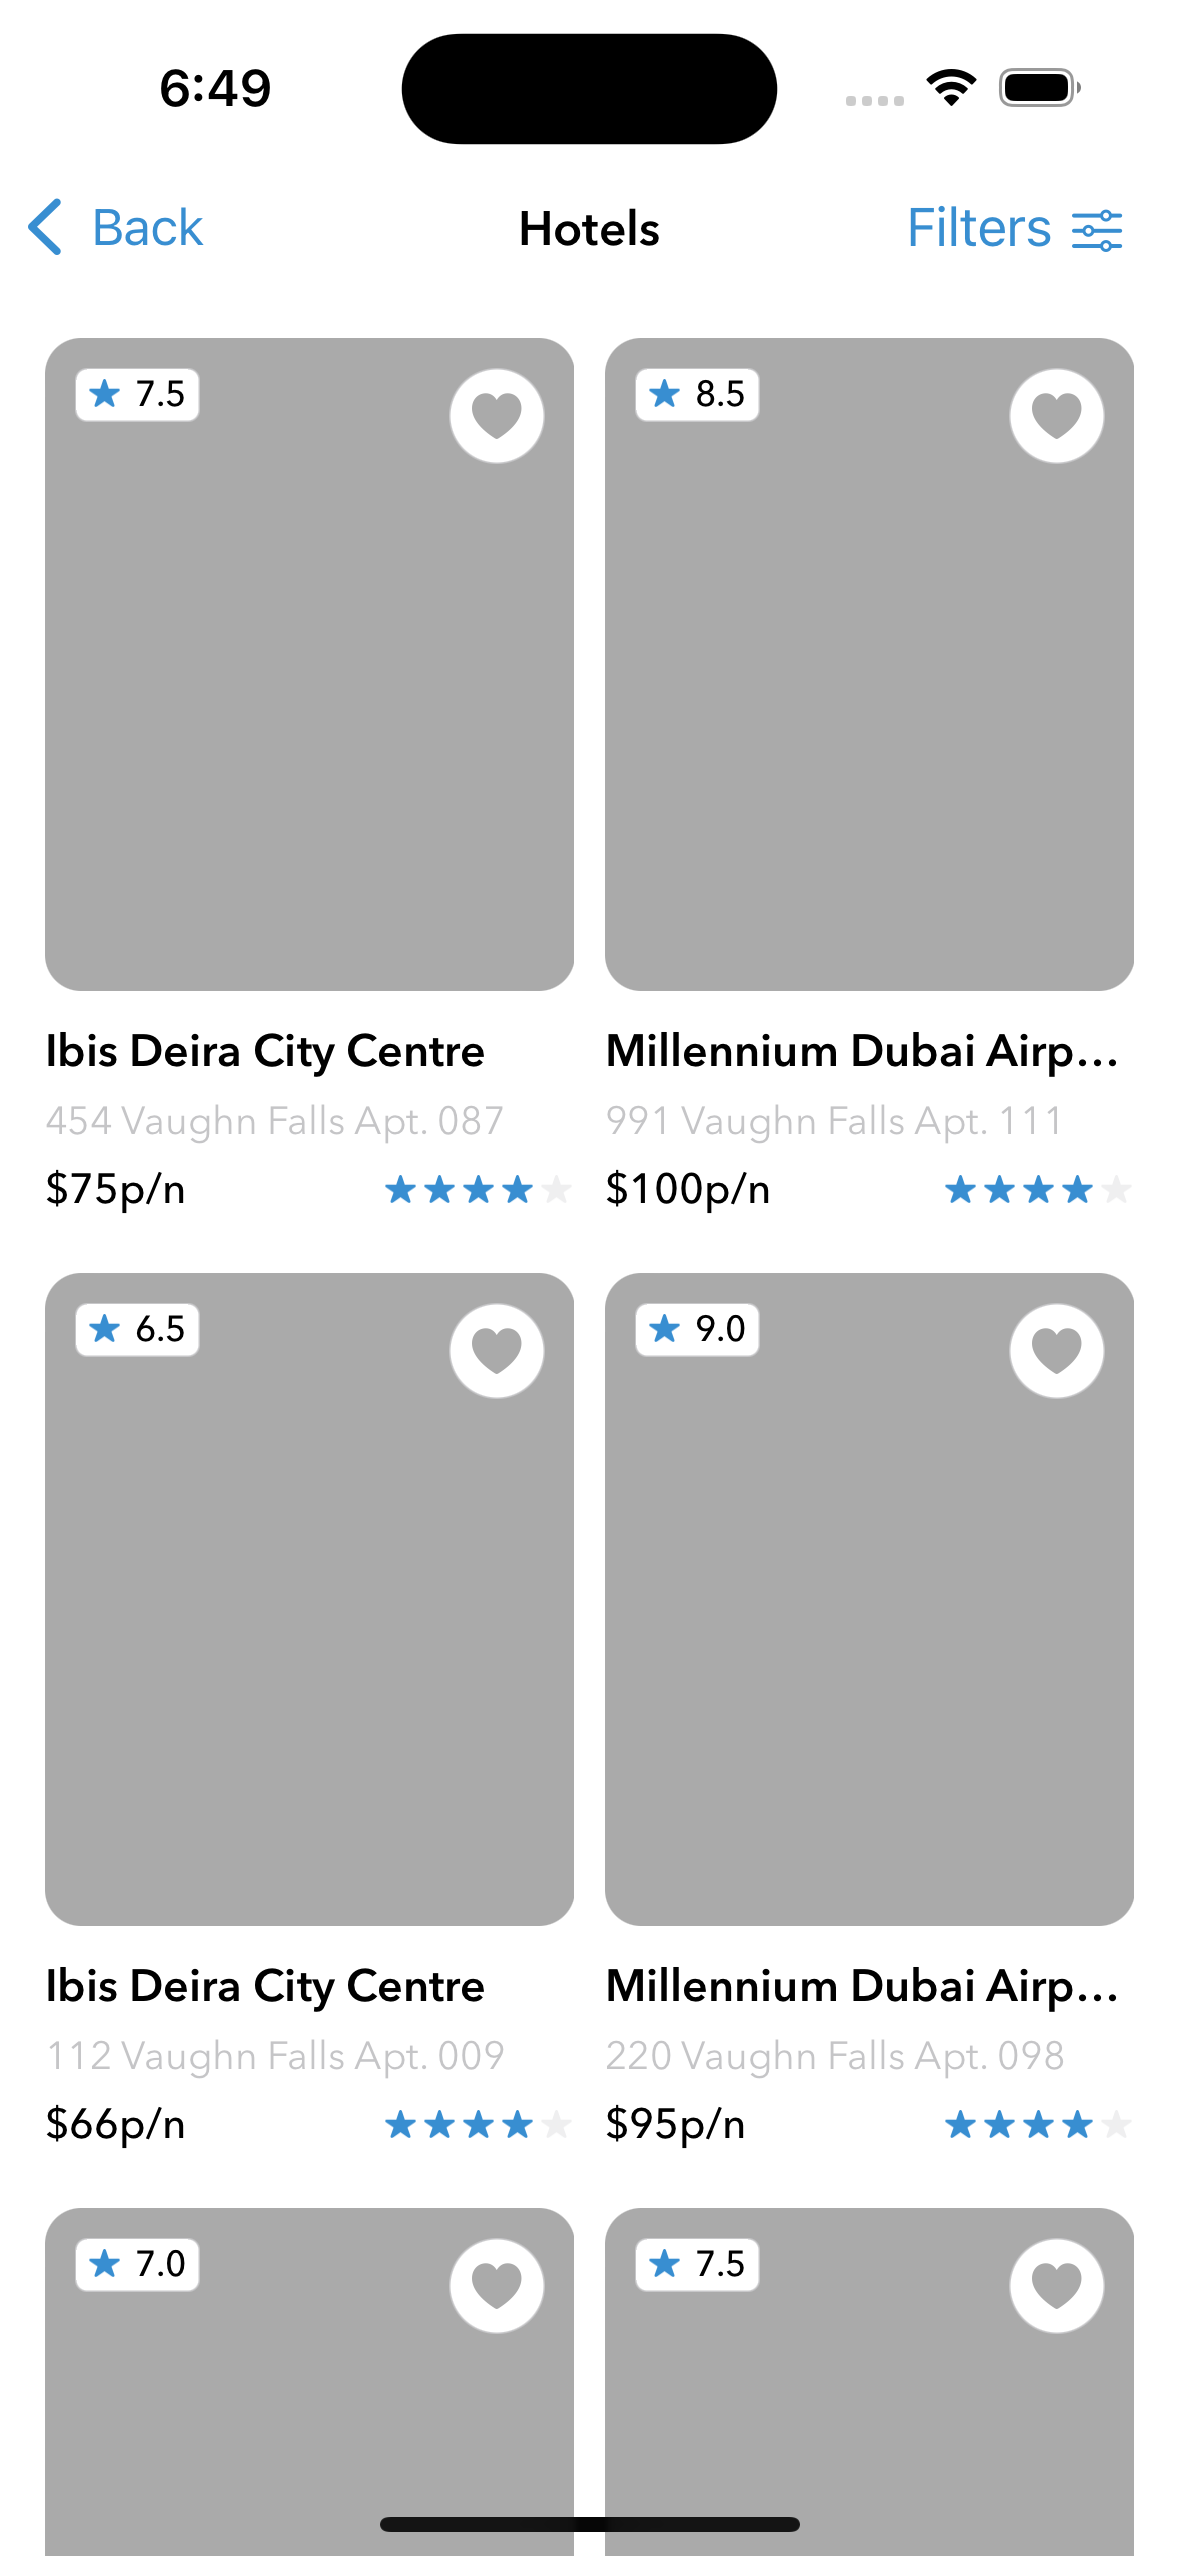 6:49
Back
Hotels
Filters
7.5
8.5
Ibis Deira City Centre
454 Vaughn Falls Apt. 087
$75p/n
Millennium Dubai Airp...
991 Vaughn Falls Apt. 111
$100p/n
6.5
9.0
Ibis Deira City Centre
112 Vaughn Falls Apt. 009
$66p/n
Millennium Dubai Airp...
220 Vaughn Falls Apt. 098
$95p/n
7.0
7.5